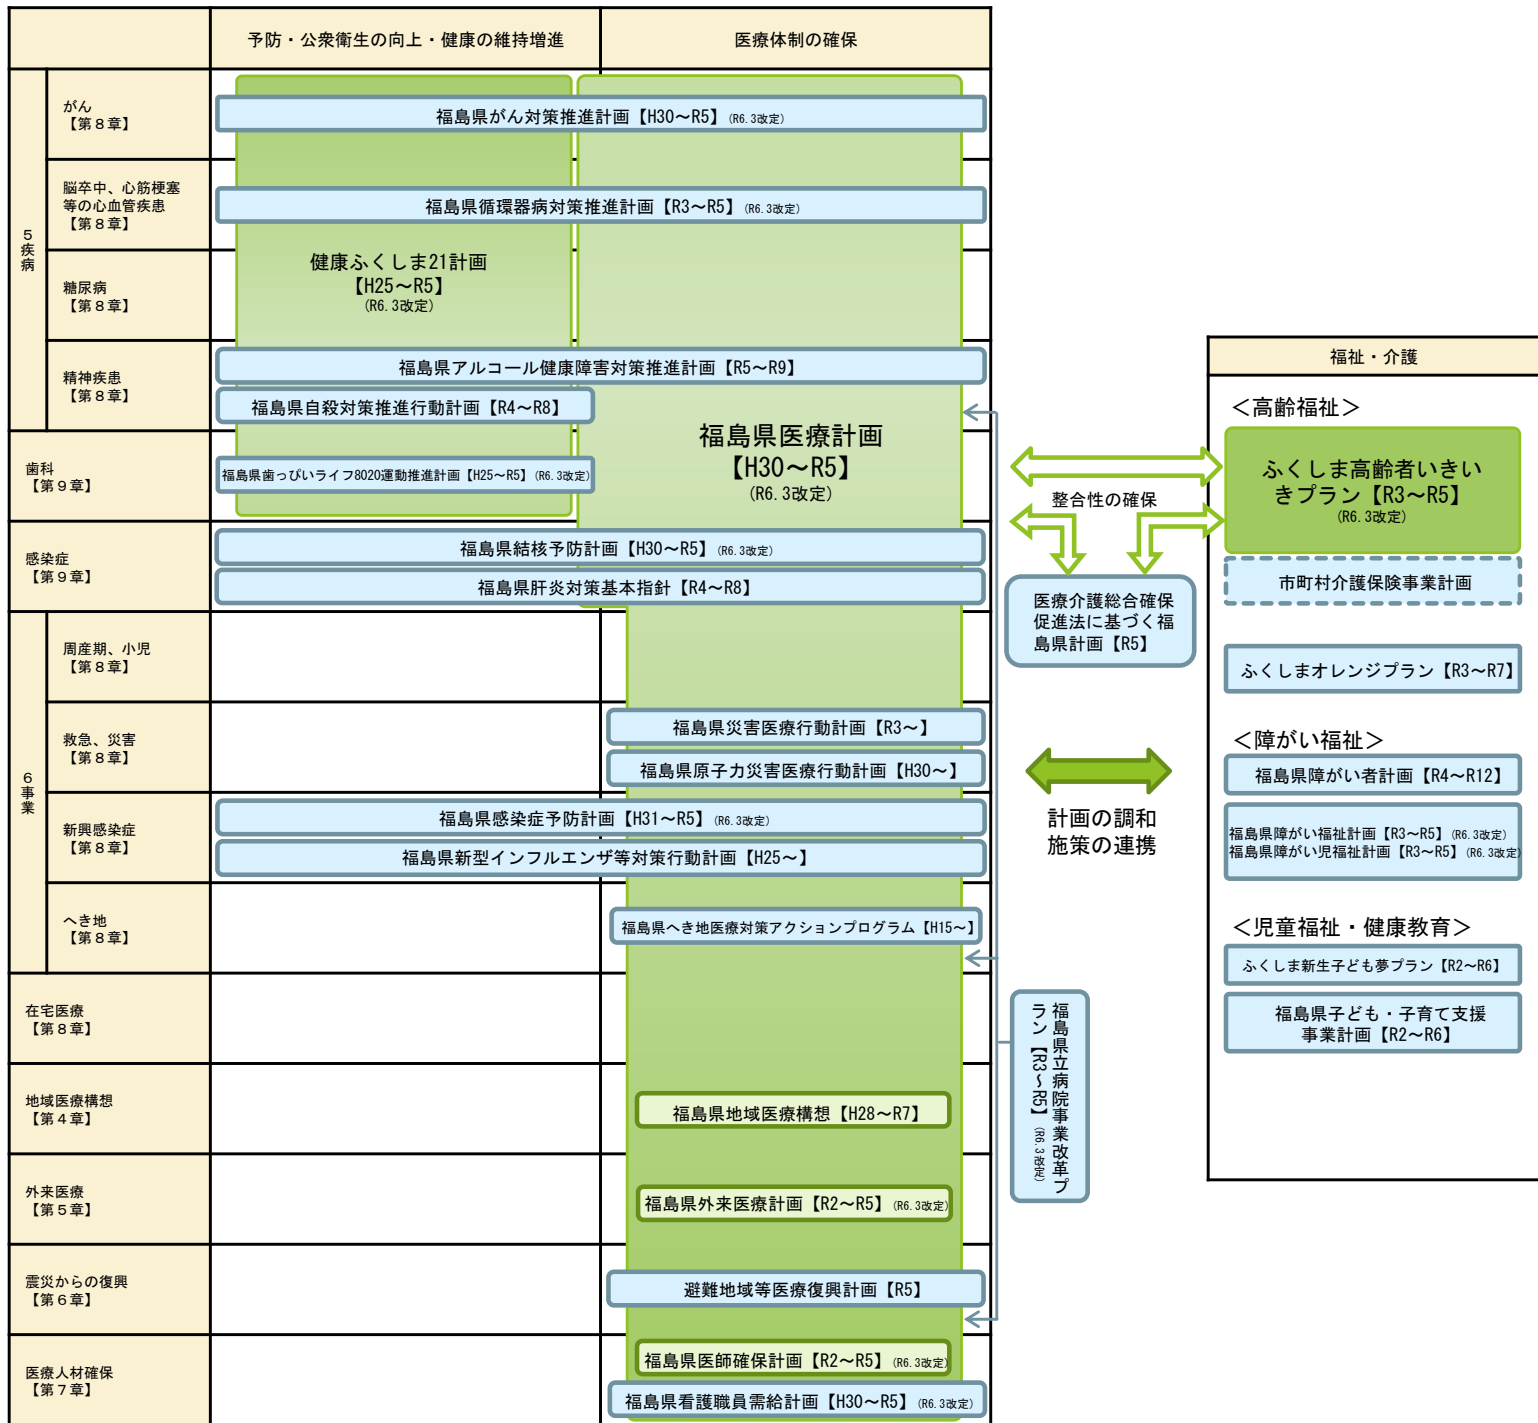 予防・公衆衛生の向上・健康の維持増進
医療体制の確保
５疾病
がん
【第８章】
福島県がん対策推進計画【H30～R5】(R6.3改定)
脳卒中、心筋梗塞
等の心血管疾患
【第８章】
福島県循環器病対策推進計画【R3～R5】(R6.3改定)
健康ふくしま21計画
【H25～R5】
(R6.3改定)
糖尿病
【第８章】
精神疾患
【第８章】
福島県アルコール健康障害対策推進計画【R5～R9】
福島県自殺対策推進行動計画【R4～R8】
福島県医療計画
【H30～R5】
(R6.3改定)
歯科
【第９章】
福島県歯っぴいライフ8020運動推進計画【H25～R5】(R6.3改定)
感染症
【第９章】
福島県結核予防計画【H30～R5】(R6.3改定)
福島県肝炎対策基本指針【R4～R8】
６事業
周産期、小児
【第８章】
救急、災害
【第８章】
福島県災害医療行動計画【R3～】
福島県原子力災害医療行動計画【H30～】
新興感染症
【第８章】
福島県感染症予防計画【H31～R5】(R6.3改定)
福島県新型インフルエンザ等対策行動計画【H25～】
へき地
【第８章】
福島県へき地医療対策アクションプログラム【H15～】
在宅医療
【第８章】
地域医療構想
【第４章】
福島県地域医療構想【H28～R7】
外来医療
【第５章】
福島県外来医療計画【R2～R5】(R6.3改定)
震災からの復興
【第６章】
避難地域等医療復興計画【R5】
医療人材確保
【第７章】
福島県医師確保計画【R2～R5】(R6.3改定)
福島県看護職員需給計画【H30～R5】(R6.3改定)
整合性の確保
医療介護総合確保
促進法に基づく福
島県計画【R5】
計画の調和
施策の連携
福島県立病院事業改革プ
ラン【R3～R5】(R6.3改定)
福祉・介護
＜高齢福祉＞
ふくしま高齢者いきい
きプラン【R3～R5】
(R6.3改定)
市町村介護保険事業計画
ふくしまオレンジプラン【R3～R7】
＜障がい福祉＞
福島県障がい者計画【R4～R12】
福島県障がい福祉計画【R3～R5】(R6.3改定)
福島県障がい児福祉計画【R3～R5】(R6.3改定)
＜児童福祉・健康教育＞
ふくしま新生子ども夢プラン【R2～R6】
福島県子ども・子育て支援
事業計画【R2～R6】